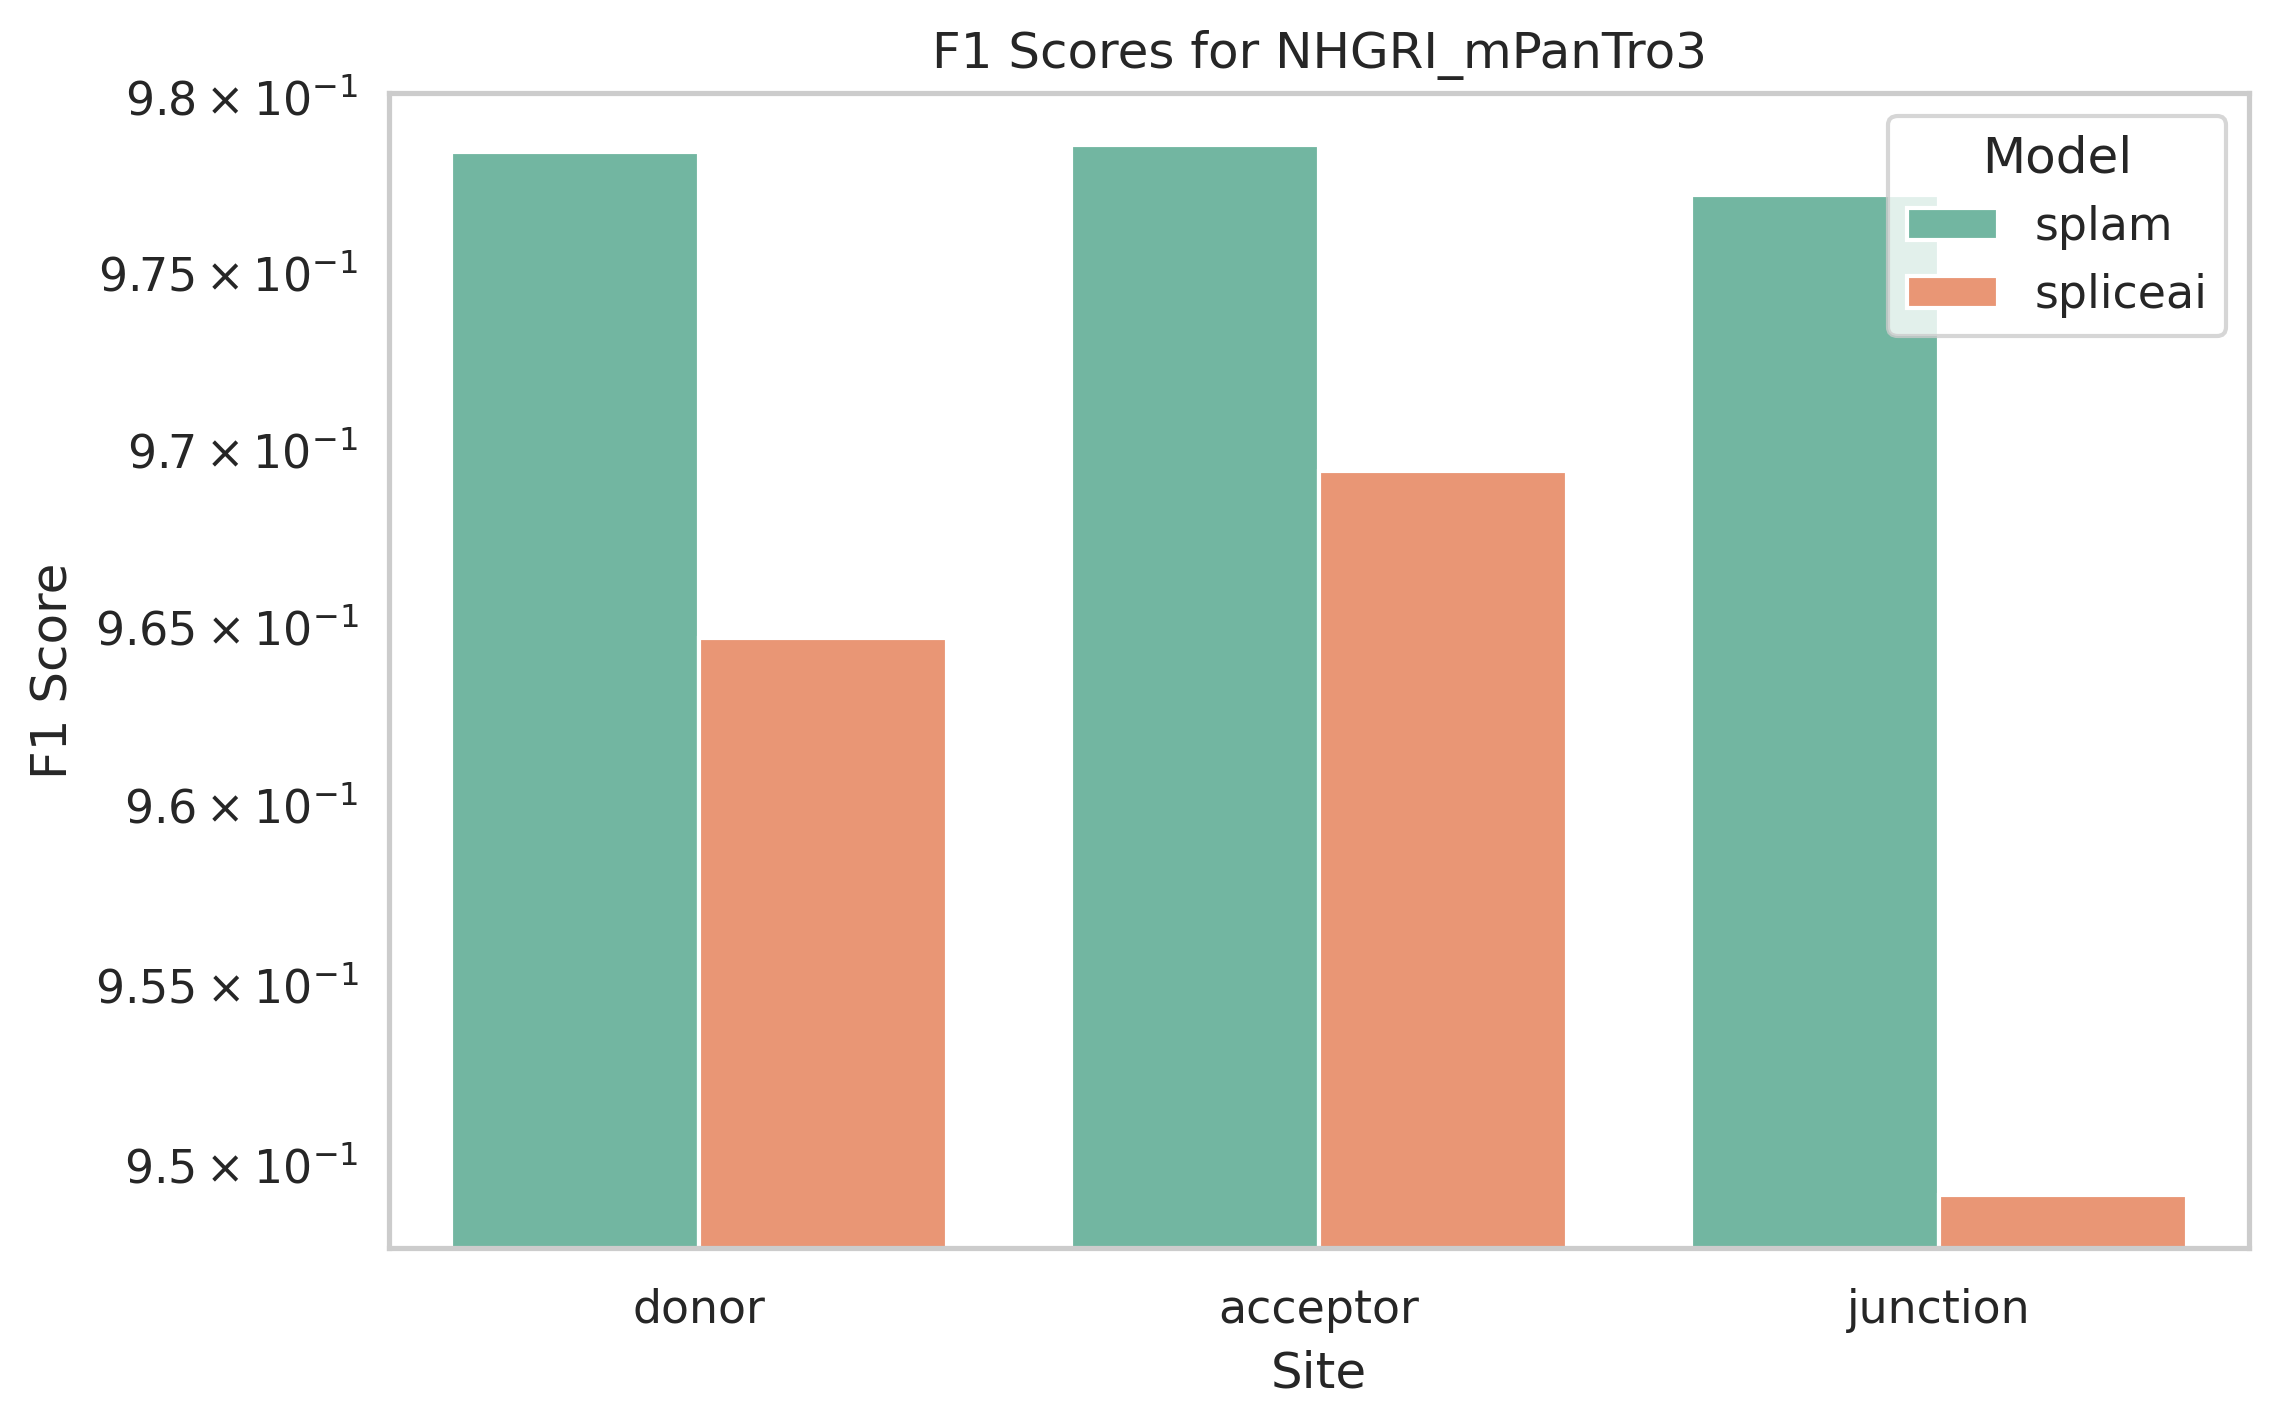 F1 Scores for NHGRI_mPanTro3
9.8 × 10⁻¹
9.75 × 10⁻¹
9.7 × 10⁻¹
9.65 × 10⁻¹
9.6 × 10⁻¹
9.55 × 10⁻¹
9.5 × 10⁻¹
F1 Score
Model
splam
spliceai
donor
acceptor
junction
Site